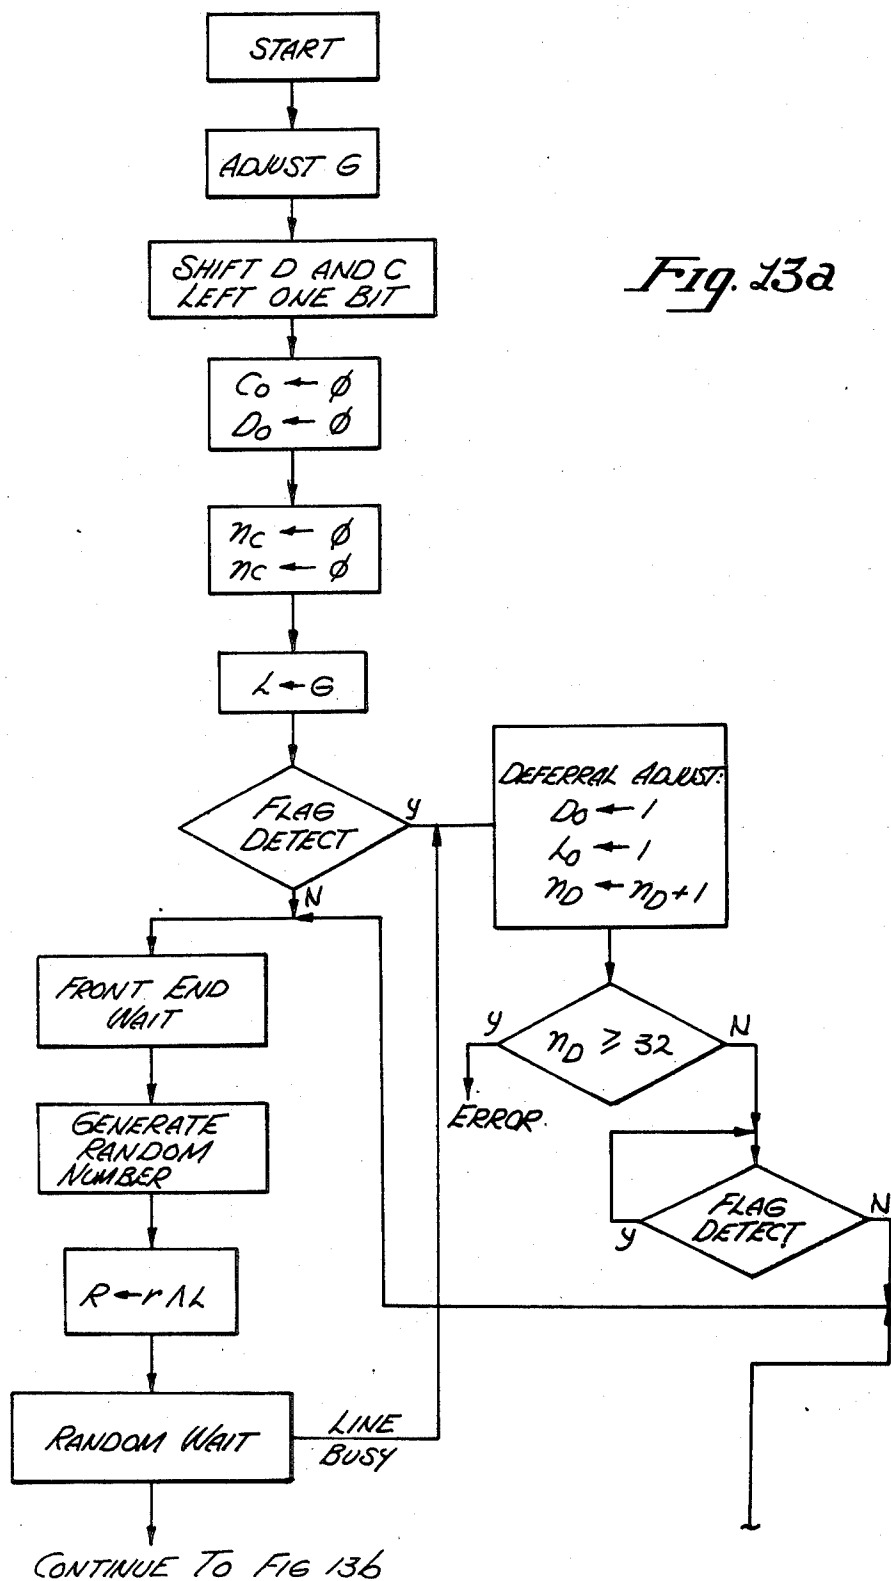 START
ADJUST G
SHIFT D AND C
LEFT ONE BIT
Fig. 13a
C0 ← ∅
D0 ← ∅
nC ← ∅
nC ← ∅
L ← G
FLAG
DETECT
Y
N
DEFERRAL ADJUST:
D0 ← 1
L0 ← 1
nD ← nD+1
nD ≥ 32
Y
N
ERROR
FLAG
DETECT
Y
N
FRONT END
WAIT
GENERATE
RANDOM
NUMBER
R ← r Λ L
RANDOM WAIT
LINE
BUSY
CONTINUE TO FIG 13b